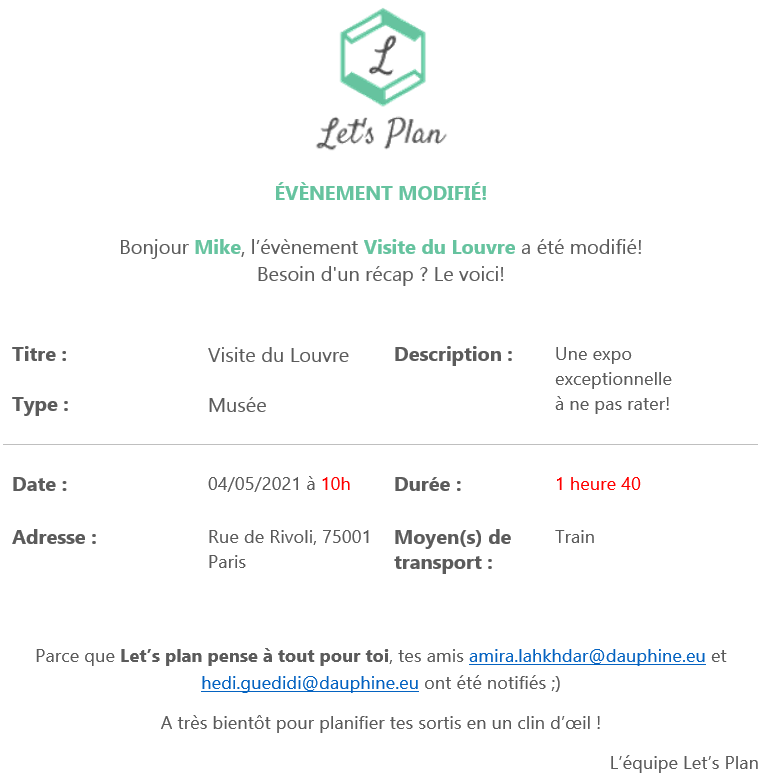 L
Let's Plan
ÉVÈNEMENT MODIFIÉ!
Bonjour Mike, l’évènement Visite du Louvre a été modifié!
Besoin d'un récap ? Le voici!
Titre :
Visite du Louvre
Description :
Une expo
exceptionnelle
à ne pas rater!
Type :
Musée
Date :
04/05/2021 à 10h
Durée :
1 heure 40
Adresse :
Rue de Rivoli, 75001
Paris
Moyen(s) de
transport :
Train
Parce que Let’s plan pense à tout pour toi, tes amis amira.lahkhdar@dauphine.eu et
hedi.guedidi@dauphine.eu ont été notifiés ;)
A très bientôt pour planifier tes sortis en un clin d’œil !
L’équipe Let’s Plan